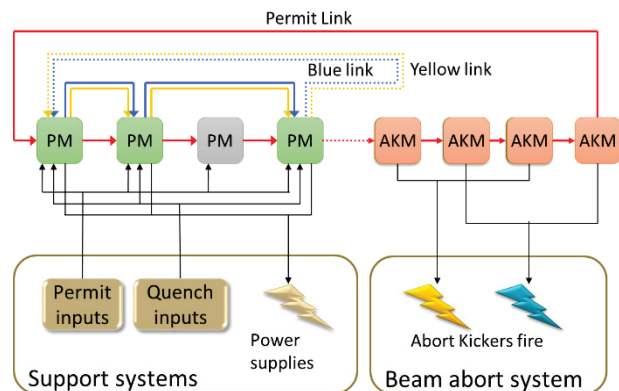 Permit Link
Blue link
Yellow link
PM
PM
PM
PM
AKM
AKM
AKM
AKM
Permit
inputs
Quench
inputs
Power
supplies
Support systems
Abort Kickers fire
Beam abort system